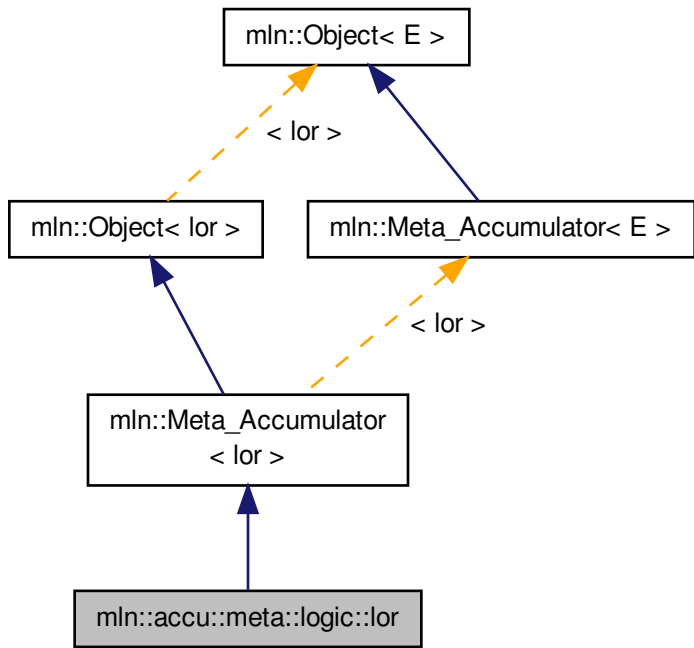 mln::Object< E >
< lor >
mln::Object< lor >
mln::Meta_Accumulator< E >
< lor >
mln::Meta_Accumulator
< lor >
mln::accu::meta::logic::lor